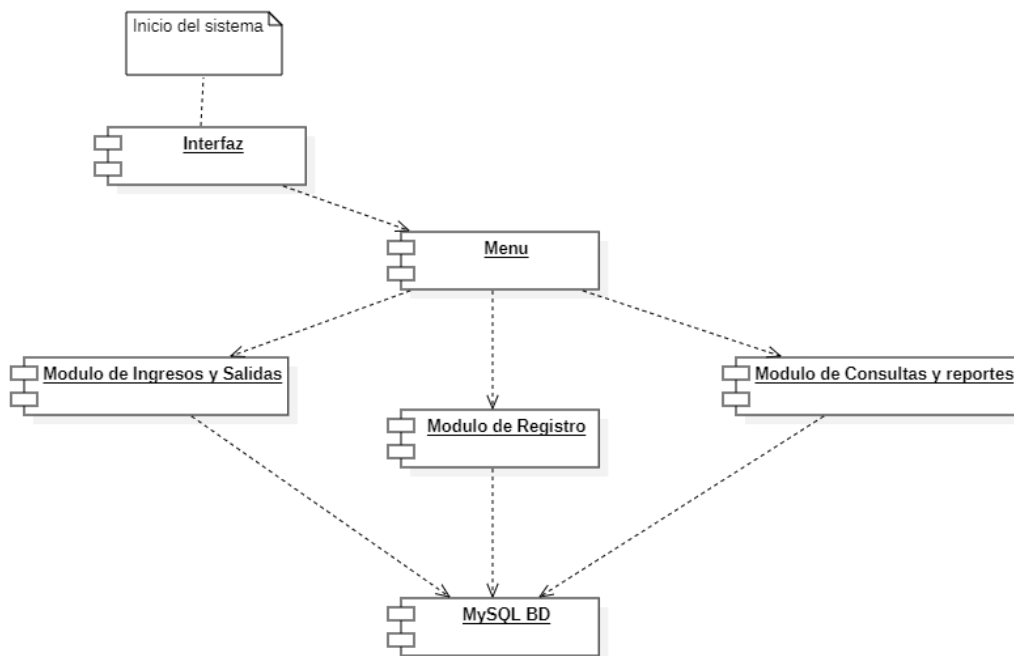 Inicio del sistema
Interfaz
Menu
Modulo de Ingresos y Salidas
Modulo de Consultas y reportes
Modulo de Registro
MySQL BD